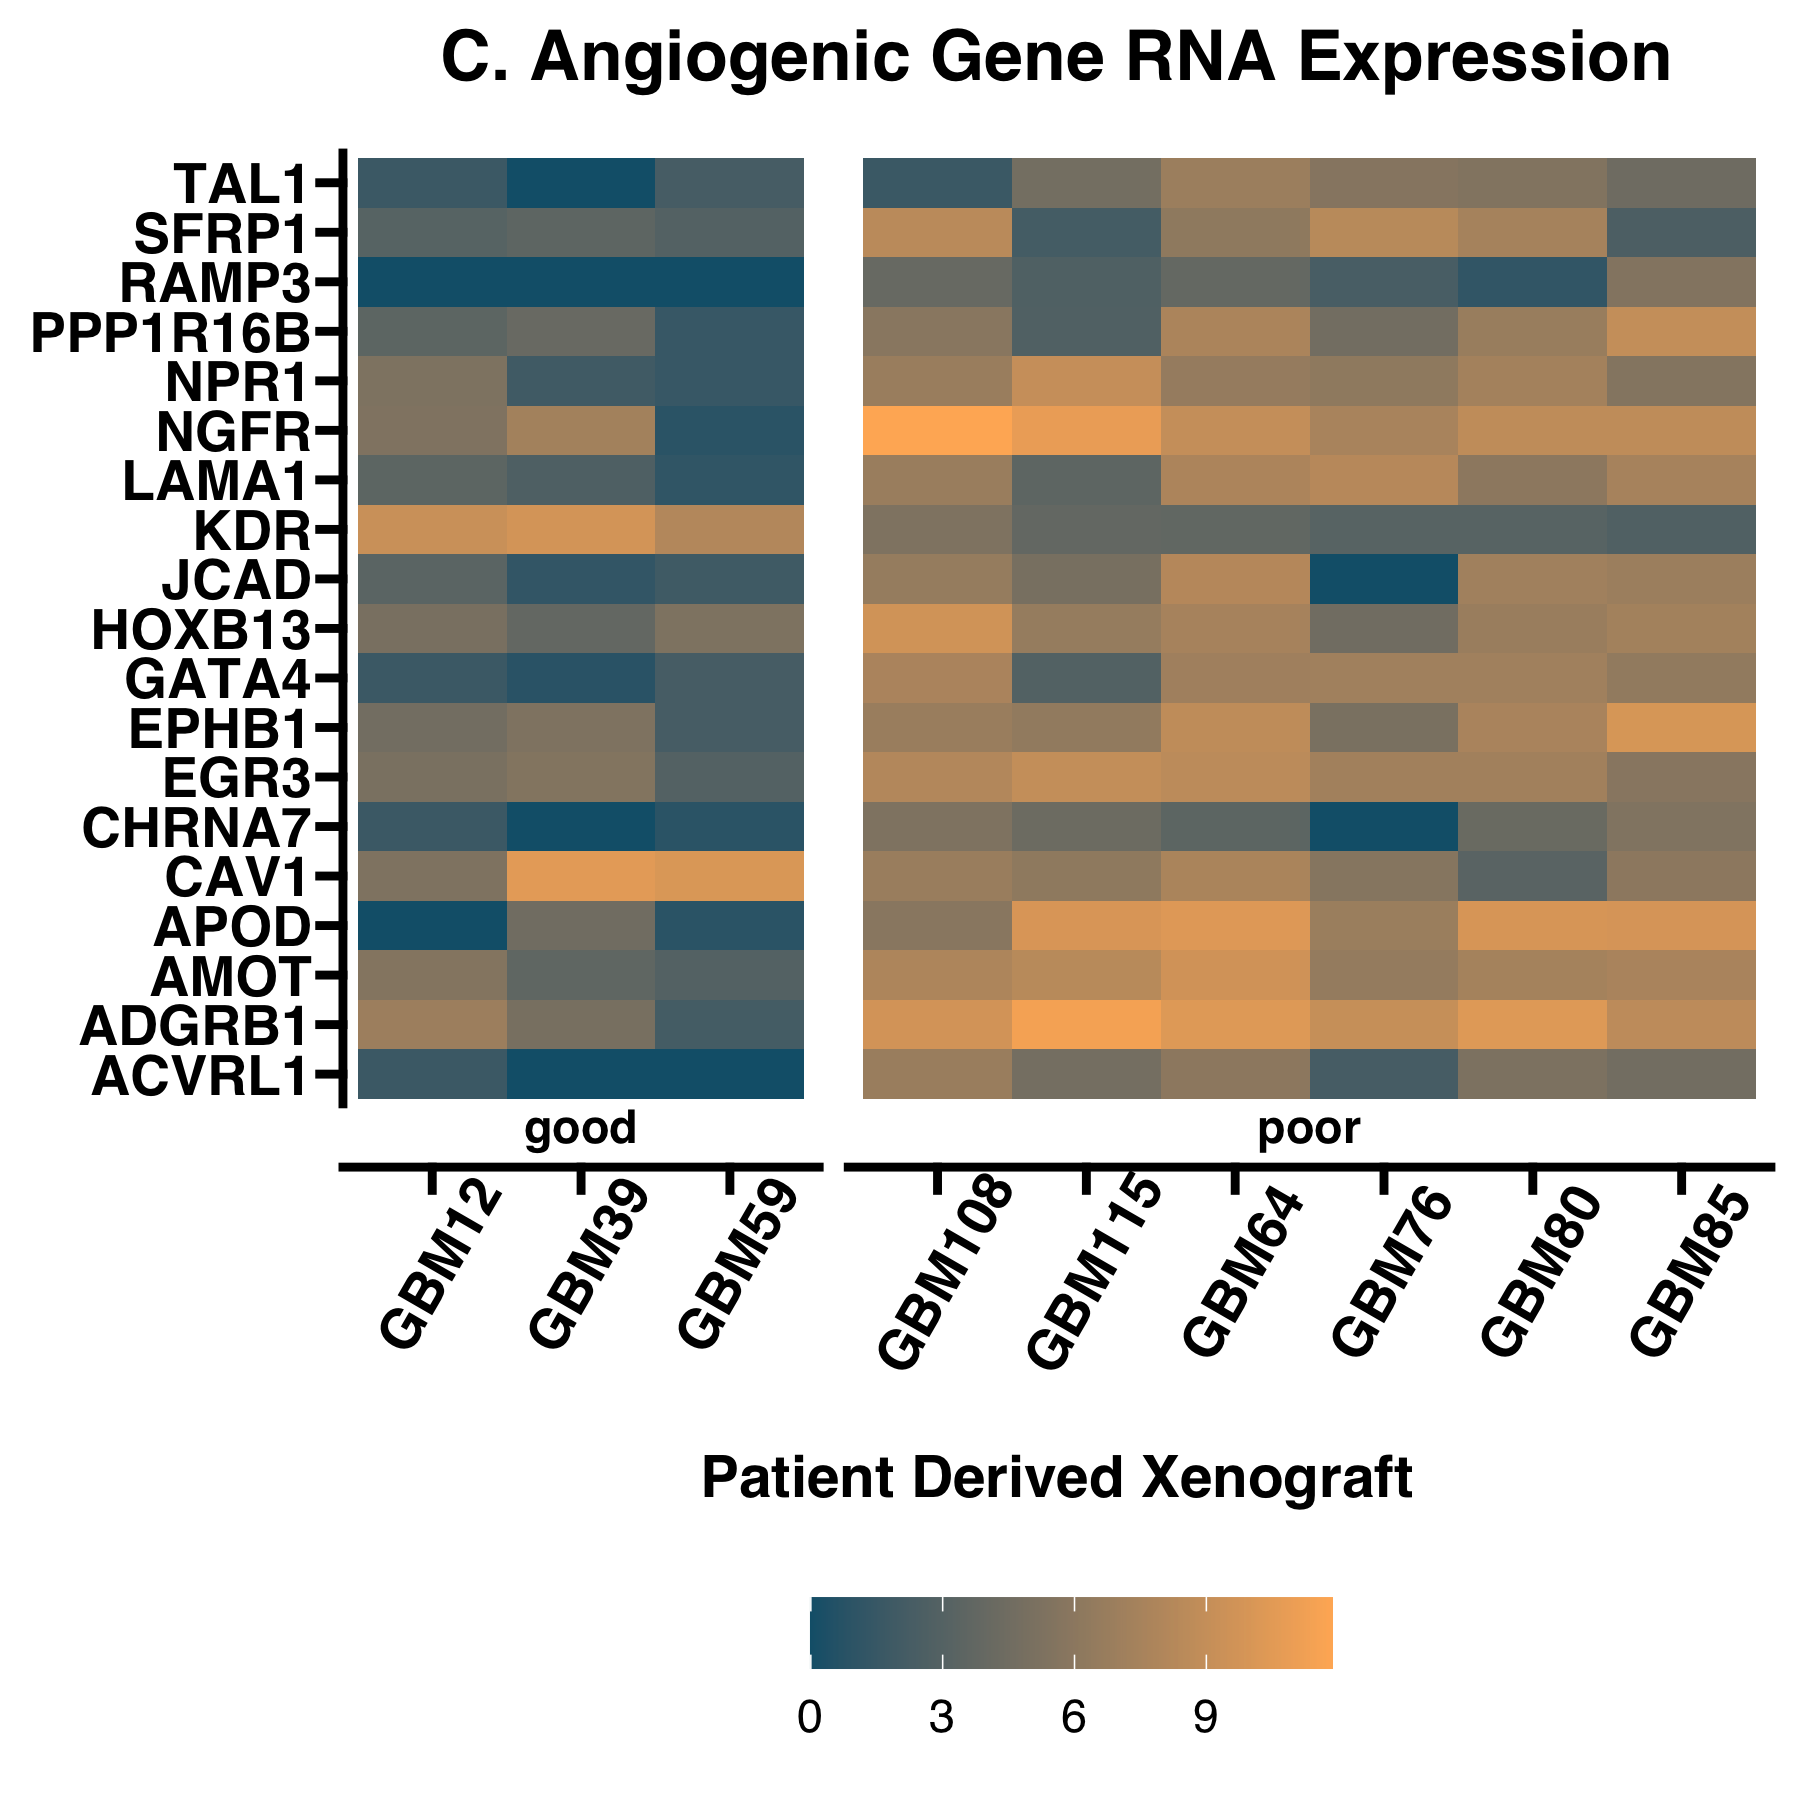 C. Angiogenic Gene RNA Expression
TAL1
SFRP1
RAMP3
PPP1R16B
NPR1
NGFR
LAMA1
KDR
JCAD
HOXB13
GATA4
EPHB1
EGR3
CHRNA7
CAV1
APOD
AMOT
ADGRB1
ACVRL1
good poor
GBM12 GBM39 GBM59 GBM108 GBM115 GBM64 GBM76 GBM80 GBM85
Patient Derived Xenograft
0 3 6 9